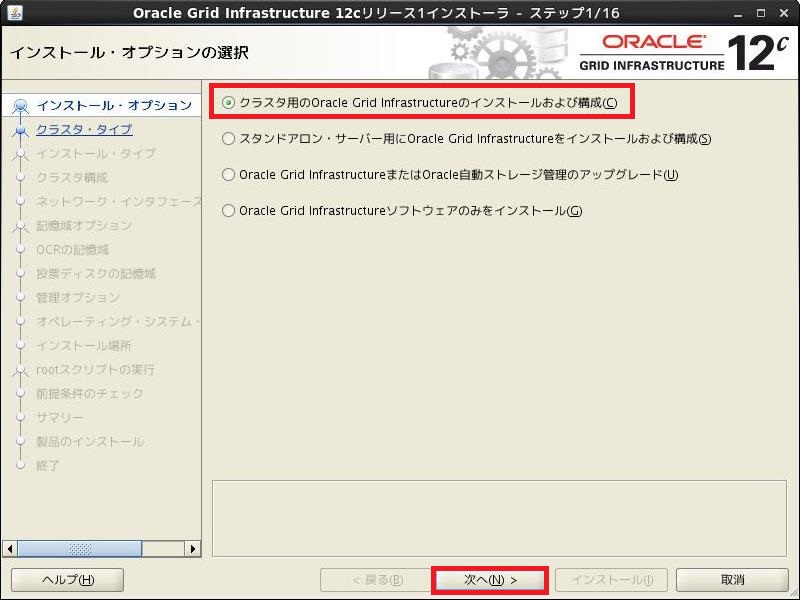 Oracle Grid Infrastructure 12cリリース1インストーラ - ステップ1/16
インストール・オプションの選択
ORACLE
GRID INFRASTRUCTURE 12c
インストール・オプション
クラスタ・タイプ
インストール・タイプ
クラスタ構成
ネットワーク・インタフェース
記憶域オプション
OCRの記憶域
投票ディスクの記憶域
管理オプション
オペレーティング・システム・
インストール場所
rootスクリプトの実行
前提条件のチェック
サマリー
製品のインストール
終了
クラスタ用のOracle Grid Infrastructureのインストールおよび構成(C)
スタンドアロン・サーバー用にOracle Grid Infrastructureをインストールおよび構成(S)
Oracle Grid InfrastructureまたはOracle自動ストレージ管理のアップグレード(U)
Oracle Grid Infrastructureソフトウェアのみをインストール(G)
ヘルプ(H)
< 戻る(B)
次へ(N) >
インストール(I)
取消